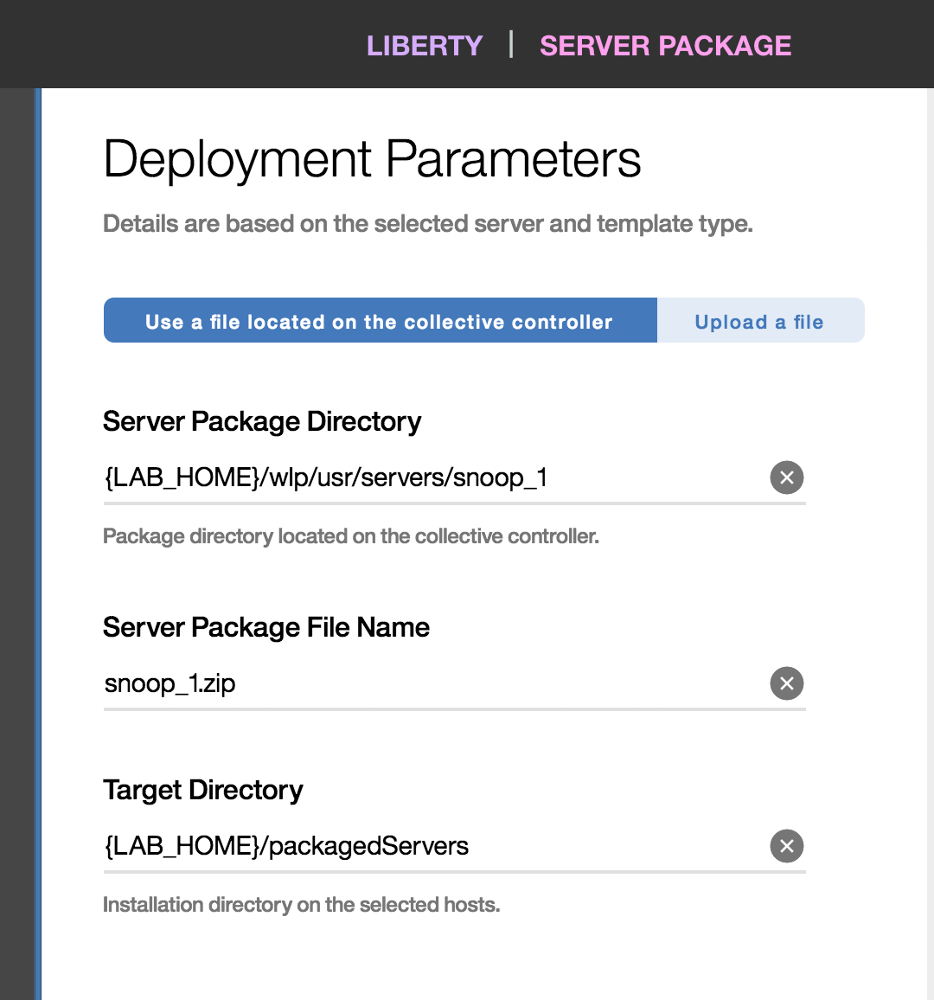 LIBERTY | SERVER PACKAGE
Deployment Parameters
Details are based on the selected server and template type.
Use a file located on the collective controller Upload a file
Server Package Directory
{LAB_HOME}/wlp/usr/servers/snoop_1
Package directory located on the collective controller.
Server Package File Name
snoop_1.zip
Target Directory
{LAB_HOME}/packagedServers
Installation directory on the selected hosts.